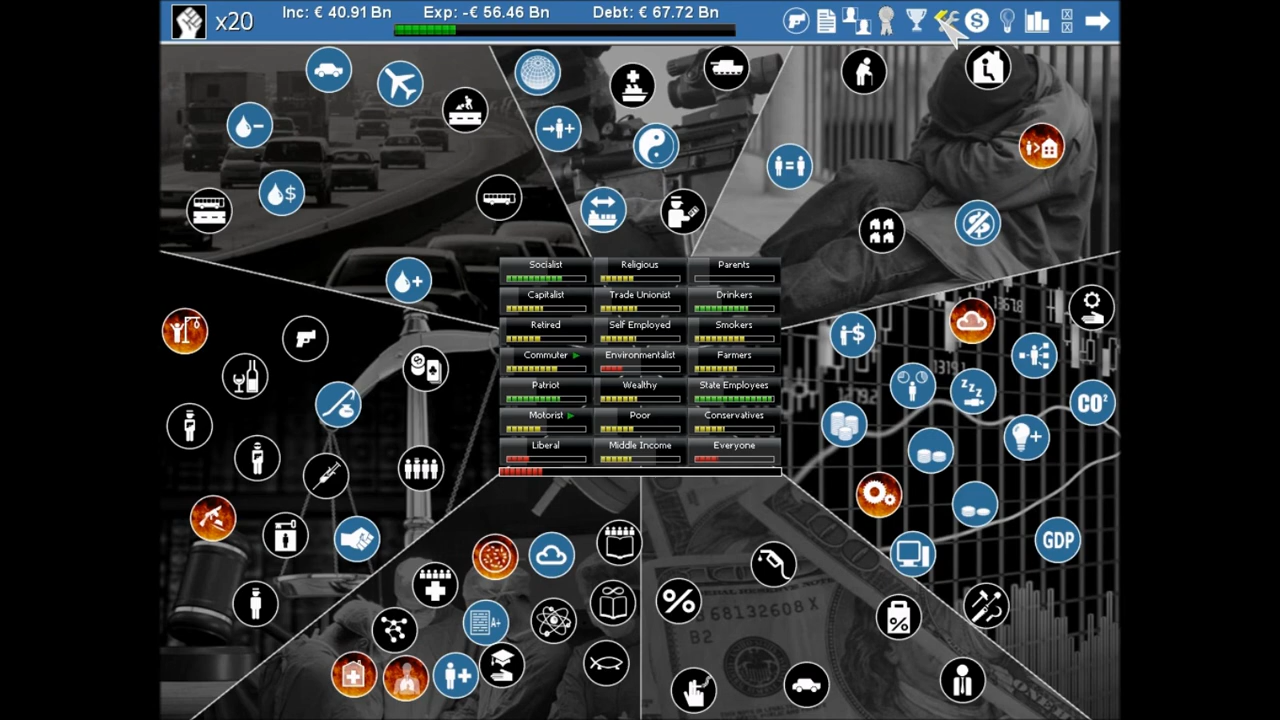 x20 Inc: € 40.91 Bn Exp: -€ 56.46 Bn Debt: € 67.72 Bn
Socialist Religious Parents
Capitalist Trade Unionist Drinkers
Retired Self Employed Smokers
Commuter Environmentalist Farmers
Patriot Wealthy State Employees
Motorist Poor Conservatives
Liberal Middle Income Everyone
CO²
GDP
A+
68132608
B2